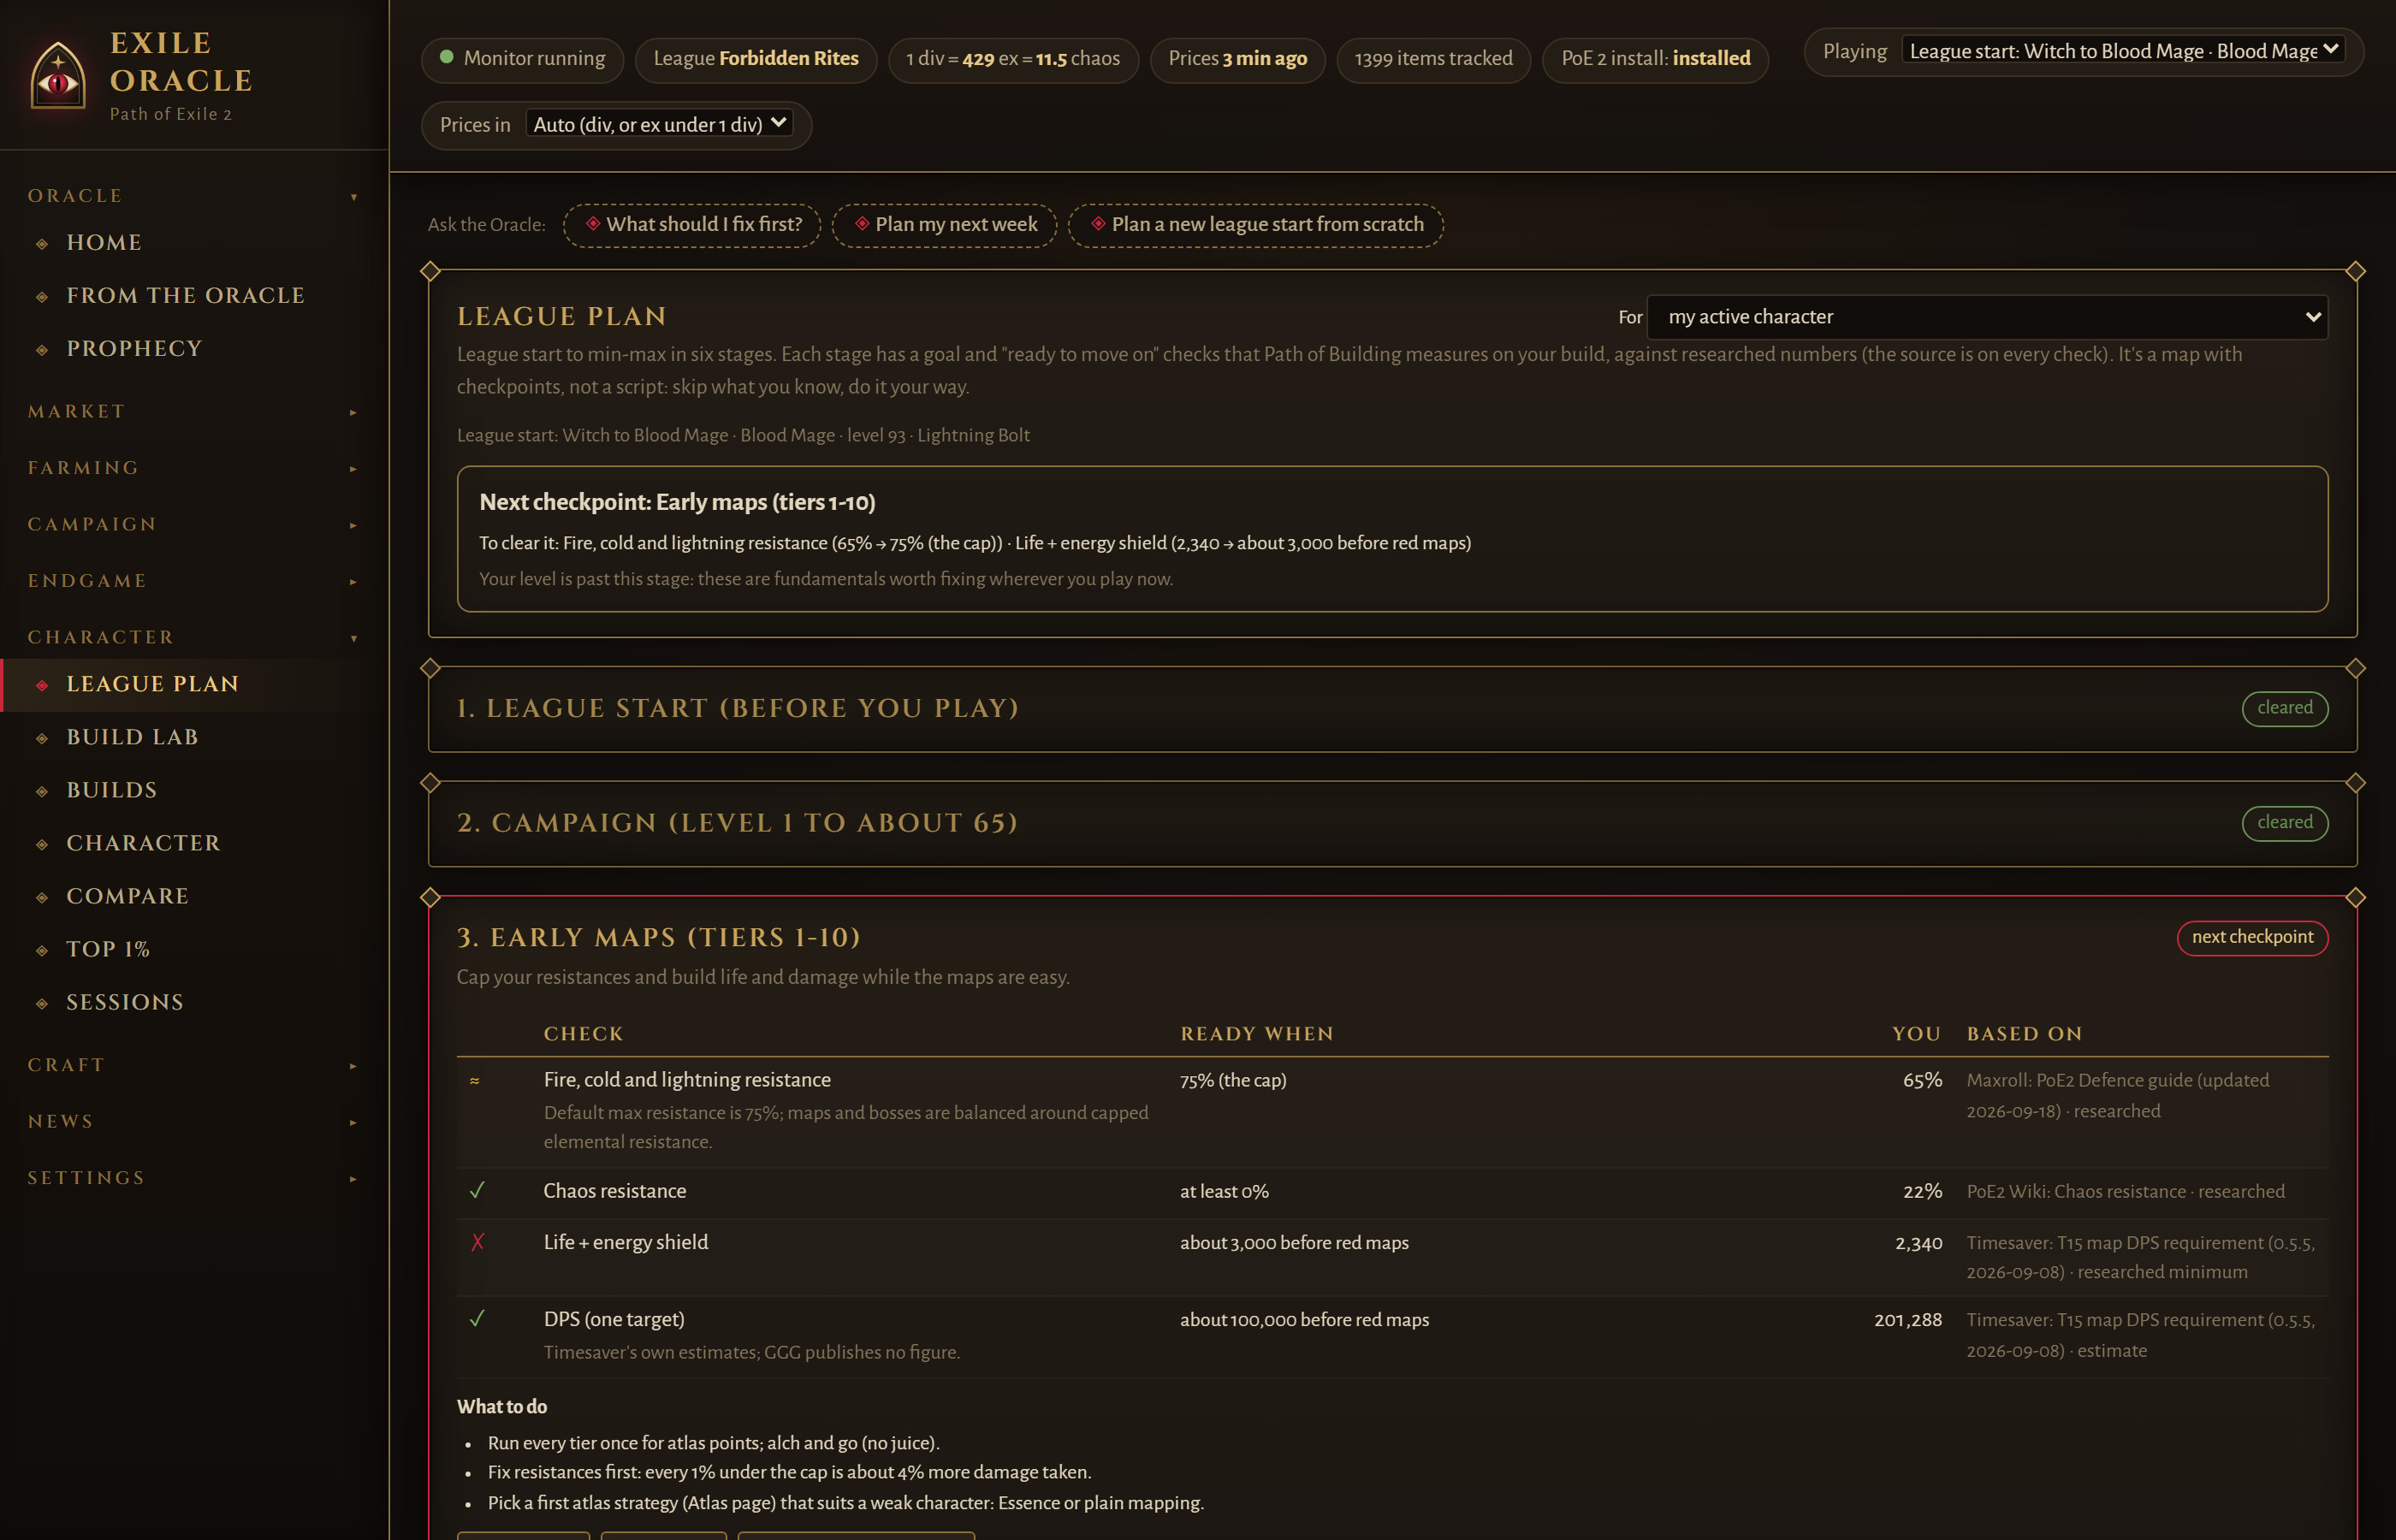 EXILE
ORACLE
Path of Exile 2
ORACLE
HOME
FROM THE ORACLE
PROPHECY
MARKET
FARMING
CAMPAIGN
ENDGAME
CHARACTER
LEAGUE PLAN
BUILD LAB
BUILDS
CHARACTER
COMPARE
TOP 1%
SESSIONS
CRAFT
NEWS
SETTINGS
Monitor running
League Forbidden Rites
1 div = 429 ex = 11.5 chaos
Prices 3 min ago
1399 items tracked
PoE 2 install: installed
Playing League start: Witch to Blood Mage · Blood Mage
Prices in Auto (div, or ex under 1 div)
Ask the Oracle: What should I fix first? Plan my next week Plan a new league start from scratch
LEAGUE PLAN
For my active character
League start to min-max in six stages. Each stage has a goal and "ready to move on" checks that Path of Building measures on your build, against researched numbers (the source is on every check). It's a map with
checkpoints, not a script: skip what you know, do it your way.
League start: Witch to Blood Mage · Blood Mage · level 93 · Lightning Bolt
Next checkpoint: Early maps (tiers 1-10)
To clear it: Fire, cold and lightning resistance (65% → 75% (the cap)) · Life + energy shield (2,340 → about 3,000 before red maps)
Your level is past this stage: these are fundamentals worth fixing wherever you play now.
1. LEAGUE START (BEFORE YOU PLAY)
cleared
2. CAMPAIGN (LEVEL 1 TO ABOUT 65)
cleared
3. EARLY MAPS (TIERS 1-10)
next checkpoint
Cap your resistances and build life and damage while the maps are easy.
CHECK READY WHEN YOU BASED ON
≈ Fire, cold and lightning resistance 75% (the cap) 65% Maxroll: PoE2 Defence guide (updated
2026-09-18) · researched
Default max resistance is 75%; maps and bosses are balanced around capped
elemental resistance.
✓ Chaos resistance at least 0% 22% PoE2 Wiki: Chaos resistance · researched
✗ Life + energy shield about 3,000 before red maps 2,340 Timesaver: T15 map DPS requirement (0.5.5,
2026-09-08) · researched minimum
✓ DPS (one target) about 100,000 before red maps 201,288 Timesaver: T15 map DPS requirement (0.5.5,
2026-09-08) · estimate
Timesaver's own estimates; GGG publishes no figure.
What to do
• Run every tier once for atlas points; alch and go (no juice).
• Fix resistances first: every 1% under the cap is about 4% more damage taken.
• Pick a first atlas strategy (Atlas page) that suits a weak character: Essence or plain mapping.